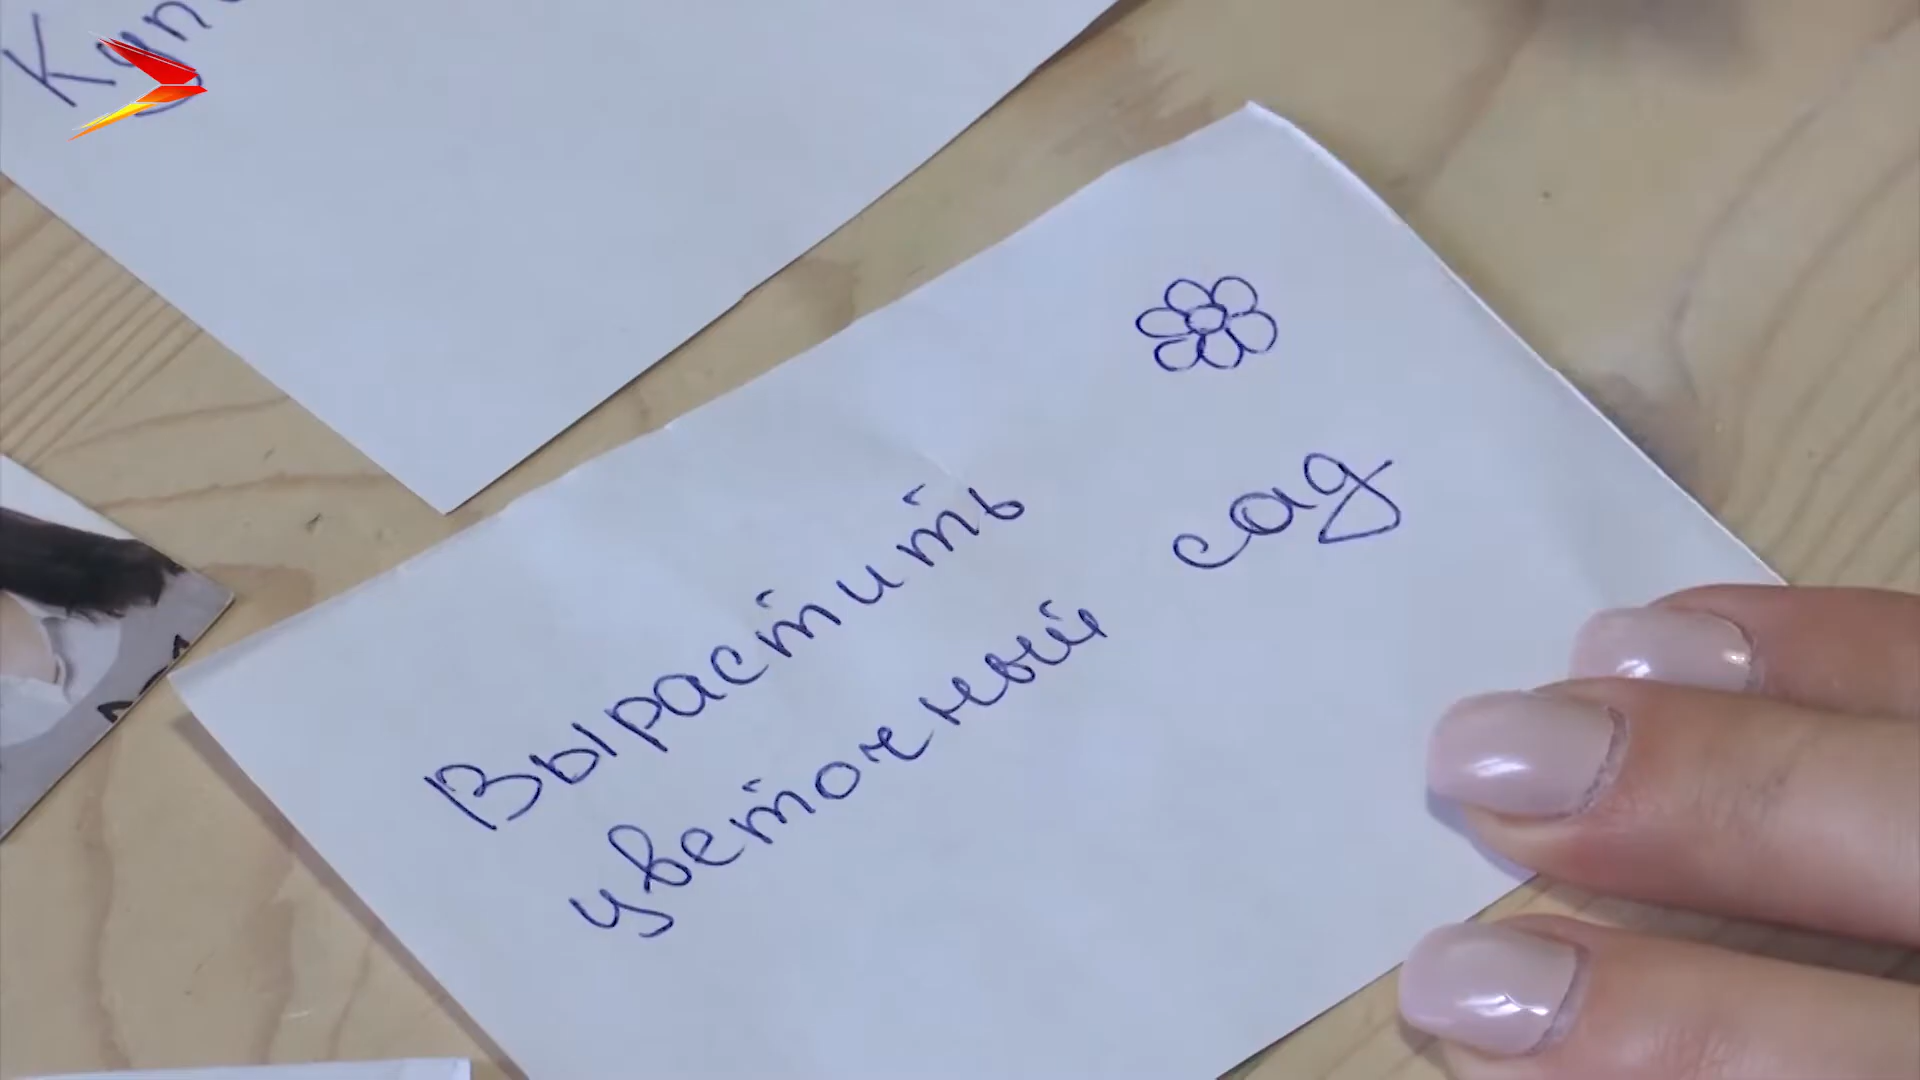 Вырастить
цветочный сад